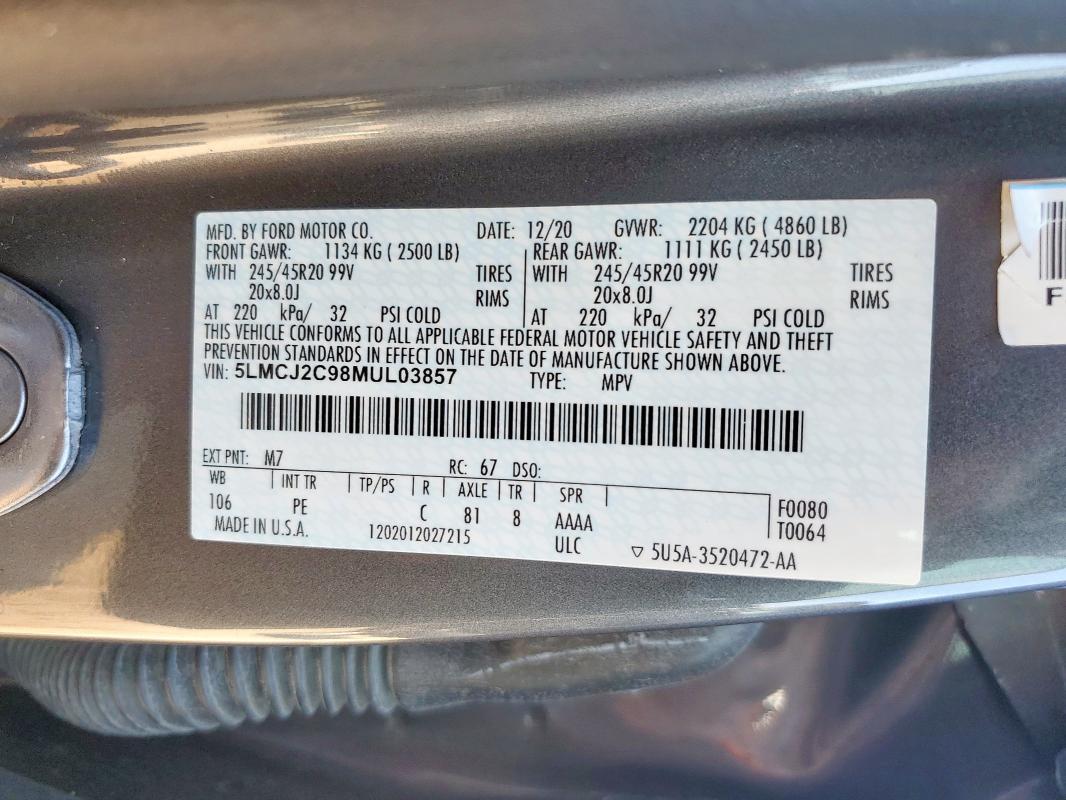 MFD. BY FORD MOTOR CO. DATE: 12/20 GVWR: 2204 KG ( 4860 LB)
FRONT GAWR: 1134 KG ( 2500 LB) REAR GAWR: 1111 KG ( 2450 LB)
WITH 245/45R20 99V TIRES WITH 245/45R20 99V TIRES
20x8.0J RIMS 20x8.0J RIMS
AT 220 kPa/ 32 PSI COLD AT 220 kPa/ 32 PSI COLD
THIS VEHICLE CONFORMS TO ALL APPLICABLE FEDERAL MOTOR VEHICLE SAFETY AND THEFT
PREVENTION STANDARDS IN EFFECT ON THE DATE OF MANUFACTURE SHOWN ABOVE.
VIN: 5LMCJ2C98MUL03857 TYPE: MPV
EXT PNT: M7 RC: 67 DSO:
WB INT TR TP/PS R AXLE TR SPR
106 PE C 81 8 AAAA F0080
MADE IN U.S.A. 1202012027215 ULC T0064
5U5A-3520472-AA
F